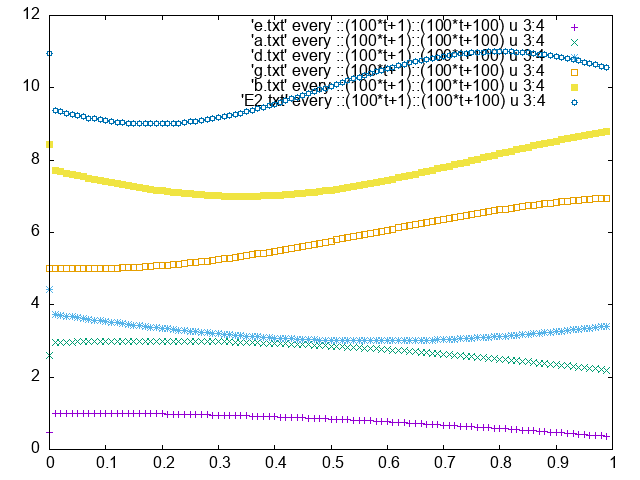 12
'e.txt' every ::(100*t+1)::(100*t+100) u 3:4
'a.txt' every ::(100*t+1)::(100*t+100) u 3:4
'd.txt' every ::(100*t+1)::(100*t+100) u 3:4
'g.txt' every ::(100*t+1)::(100*t+100) u 3:4
'b.txt' every ::(100*t+1)::(100*t+100) u 3:4
'E2.txt' every ::(100*t+1)::(100*t+100) u 3:4
10
8
6
4
2
0
0 0.1 0.2 0.3 0.4 0.5 0.6 0.7 0.8 0.9 1